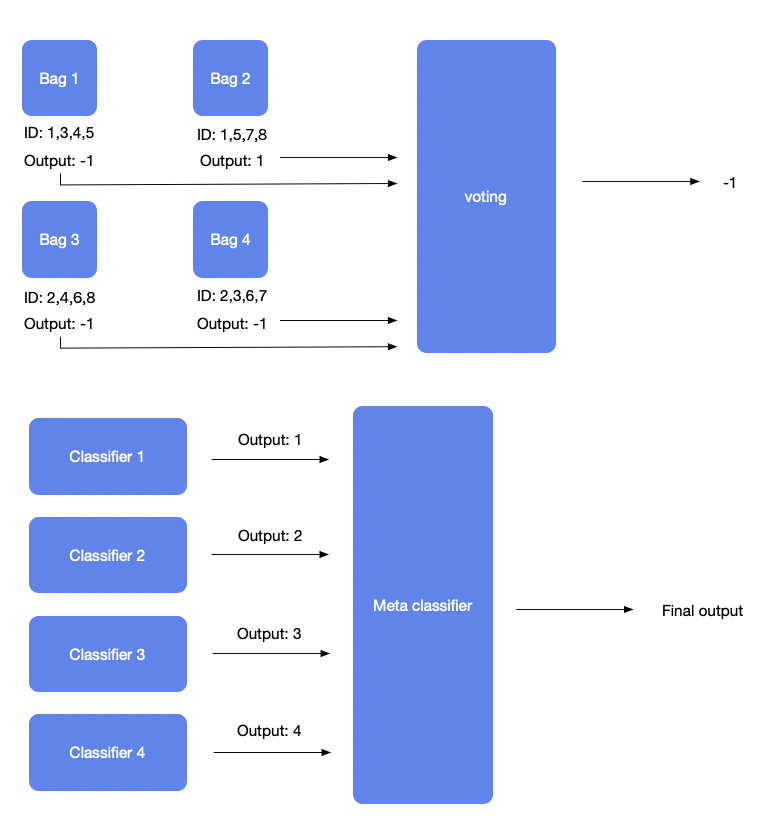 Bag 1
Bag 2
ID: 1,3,4,5
ID: 1,5,7,8
Output: -1
Output: 1
voting
-1
Bag 3
Bag 4
ID: 2,4,6,8
ID: 2,3,6,7
Output: -1
Output: -1
Classifier 1
Output: 1
Classifier 2
Output: 2
Classifier 3
Output: 3
Classifier 4
Output: 4
Meta classifier
Final output